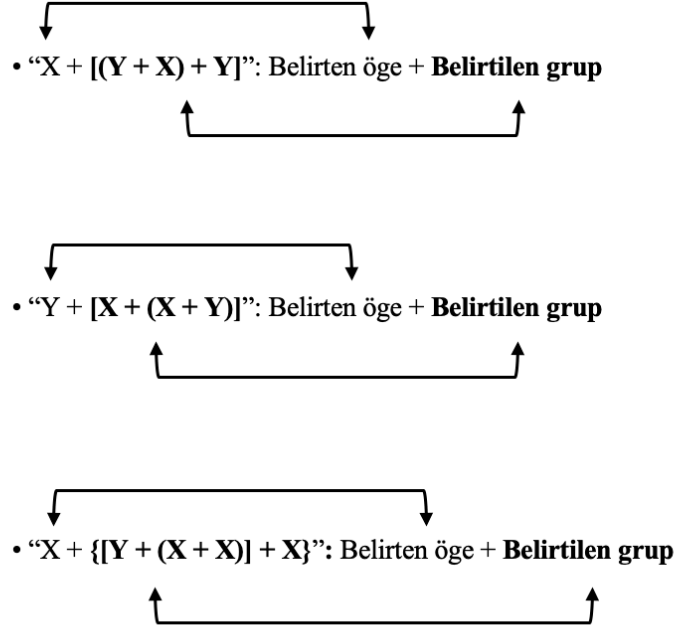 • “X + [(Y + X) + Y]”: Belirten öge + Belirtilen grup
• “Y + [X + (X + Y)]”: Belirten öge + Belirtilen grup
• “X + {[Y + (X + X)] + X}”: Belirten öge + Belirtilen grup